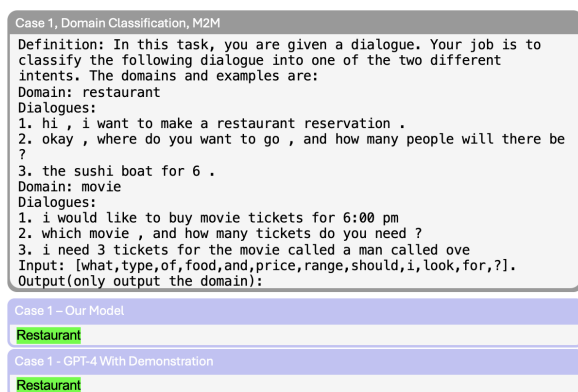 Case 1, Domain Classification, M2M
Definition: In this task, you are given a dialogue. Your job is to
classify the following dialogue into one of the two different
intents. The domains and examples are:
Domain: restaurant
Dialogues:
1. hi , i want to make a restaurant reservation .
2. okay , where do you want to go , and how many people will there be
?
3. the sushi boat for 6 .
Domain: movie
Dialogues:
1. i would like to buy movie tickets for 6:00 pm
2. which movie , and how many tickets do you need ?
3. i need 3 tickets for the movie called a man called ove
Input: [what,type,of,food,and,price,range,should,i,look,for,?].
Output(only output the domain):
Case 1 – Our Model
Restaurant
Case 1 - GPT-4 With Demonstration
Restaurant